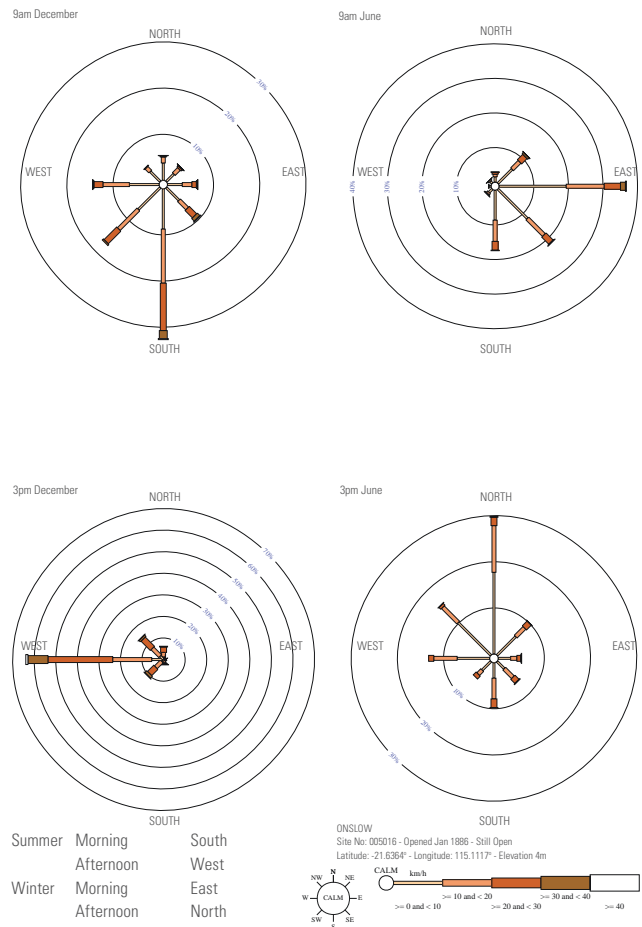 9am December
NORTH
30%
20%
10%
WEST
EAST
SOUTH
9am June
NORTH
WEST
EAST
40%
30%
20%
10%
SOUTH
3pm December
NORTH
70%
60%
50%
40%
30%
20%
10%
WEST
EAST
SOUTH
3pm June
NORTH
WEST
EAST
10%
20%
30%
SOUTH
Summer Morning South
Afternoon West
Winter Morning East
Afternoon North
ONSLOW
Site No: 005016 - Opened Jan 1886 - Still Open
Latitude: -21.6364° - Longitude: 115.1117° - Elevation 4m
N
NW NE
W CALM E
SW SE
S
CALM km/h
>= 10 and < 20 >= 30 and < 40
>= 0 and < 10 >= 20 and < 30 >= 40